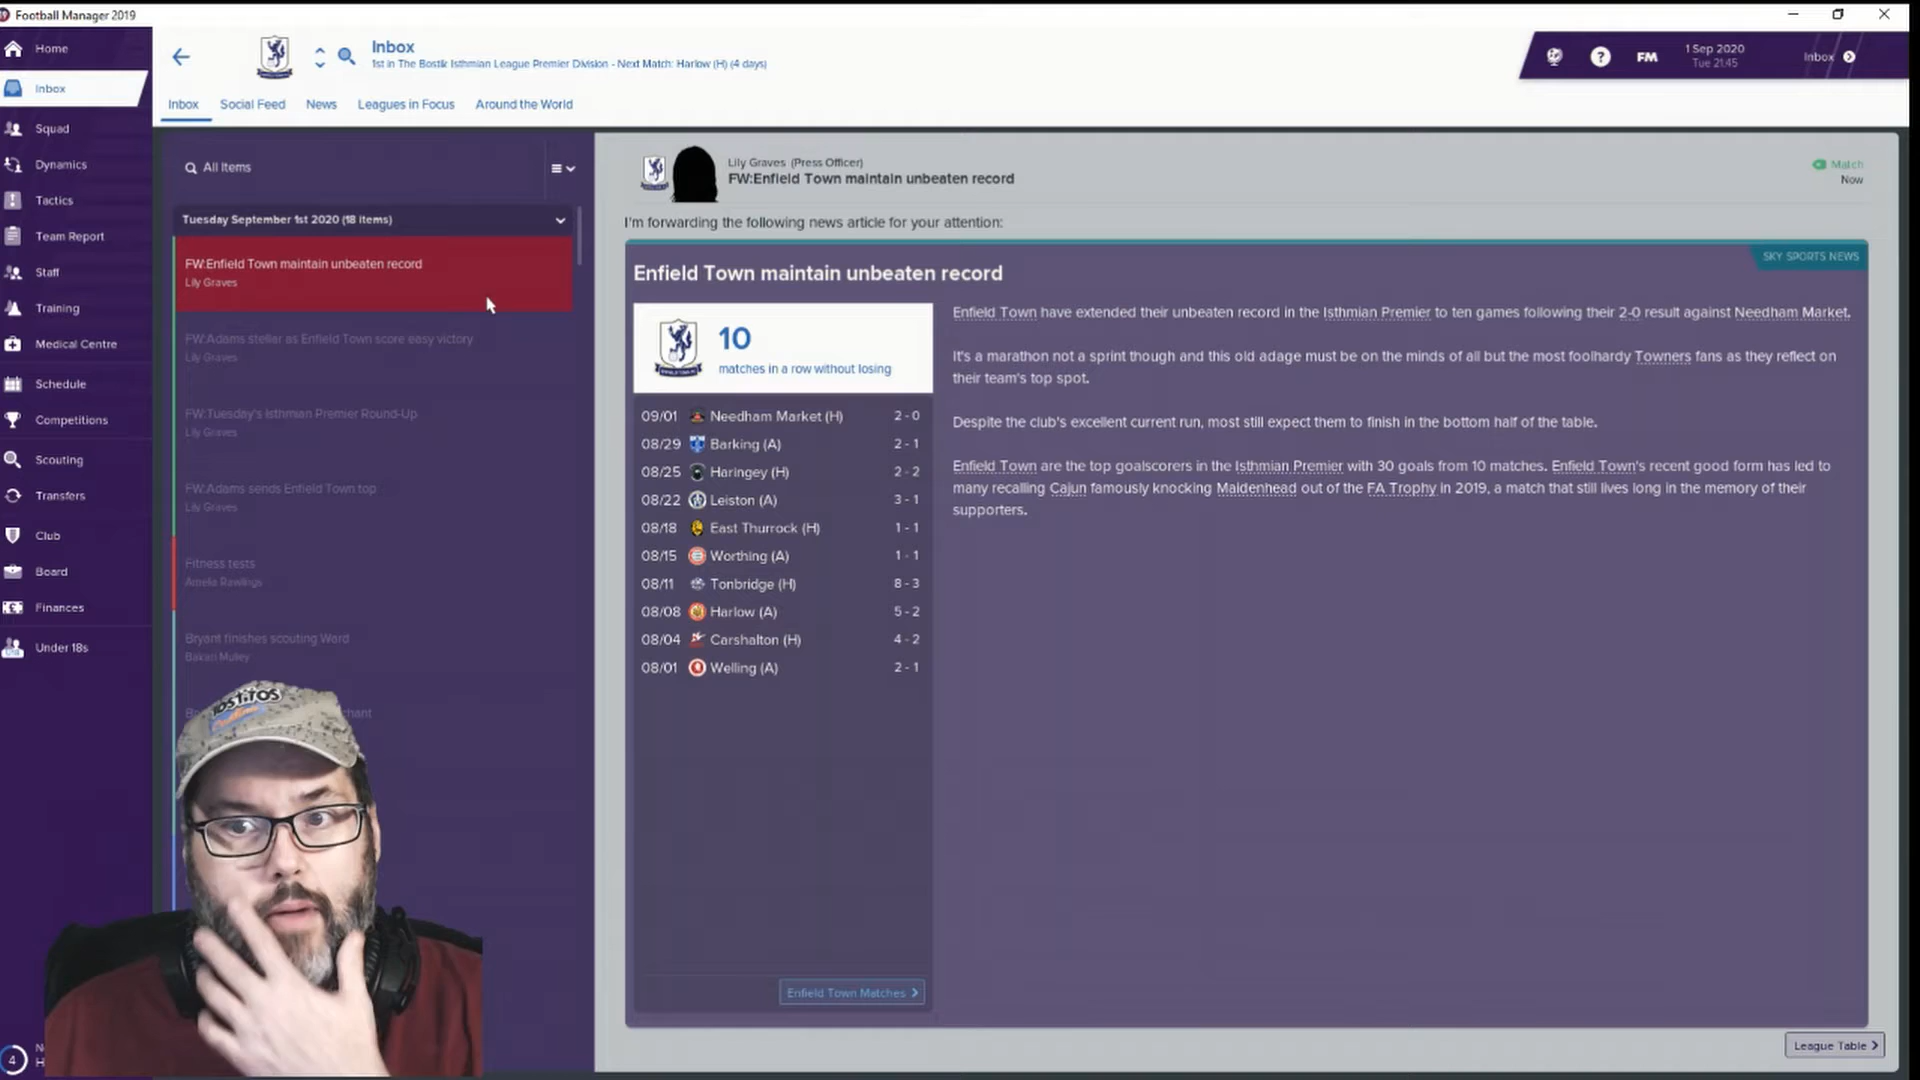 Football Manager 2019
Home
Inbox
Squad
Dynamics
Tactics
Team Report
Staff
Training
Medical Centre
Schedule
Competitions
Scouting
Transfers
Club
Board
Finances
Under 18s
4
Inbox
1st in The Bostik Isthmian League Premier Division - Next Match: Harlow (H) (4 days)
Inbox Social Feed News Leagues in Focus Around the World
? FM
1 Sep 2020
Tue 21:45
Inbox
All Items
Tuesday September 1st 2020 (18 items)
FW:Enfield Town maintain unbeaten record
Lily Graves
FW:Adams stellar as Enfield Town score easy victory
Lily Graves
FW:Tuesday's Isthmian Premier Round-Up
Lily Graves
FW:Adams sends Enfield Town top
Lily Graves
Fitness tests
Amelia Rawlings
Bryant finishes scouting Ward
TOSTITOS
Lily Graves (Press Officer)
FW:Enfield Town maintain unbeaten record
Match
Now
I'm forwarding the following news article for your attention:
SKY SPORTS NEWS
Enfield Town maintain unbeaten record
10
matches in a row without losing
09/01 Needham Market (H) 2 - 0
08/29 Barking (A) 2 - 1
08/25 Haringey (H) 2 - 2
08/22 Leiston (A) 3 - 1
08/18 East Thurrock (H) 1 - 1
08/15 Worthing (A) 1 - 1
08/11 Tonbridge (H) 8 - 3
08/08 Harlow (A) 5 - 2
08/04 Carshalton (H) 4 - 2
08/01 Welling (A) 2 - 1
Enfield Town Matches
Enfield Town have extended their unbeaten record in the Isthmian Premier to ten games following their 2-0 result against Needham Market.
It's a marathon not a sprint though and this old adage must be on the minds of all but the most foolhardy Towners fans as they reflect on
their team's top spot.
Despite the club's excellent current run, most still expect them to finish in the bottom half of the table.
Enfield Town are the top goalscorers in the Isthmian Premier with 30 goals from 10 matches. Enfield Town's recent good form has led to
many recalling Cajun famously knocking Maidenhead out of the FA Trophy in 2019, a match that still lives long in the memory of their
supporters.
League Table